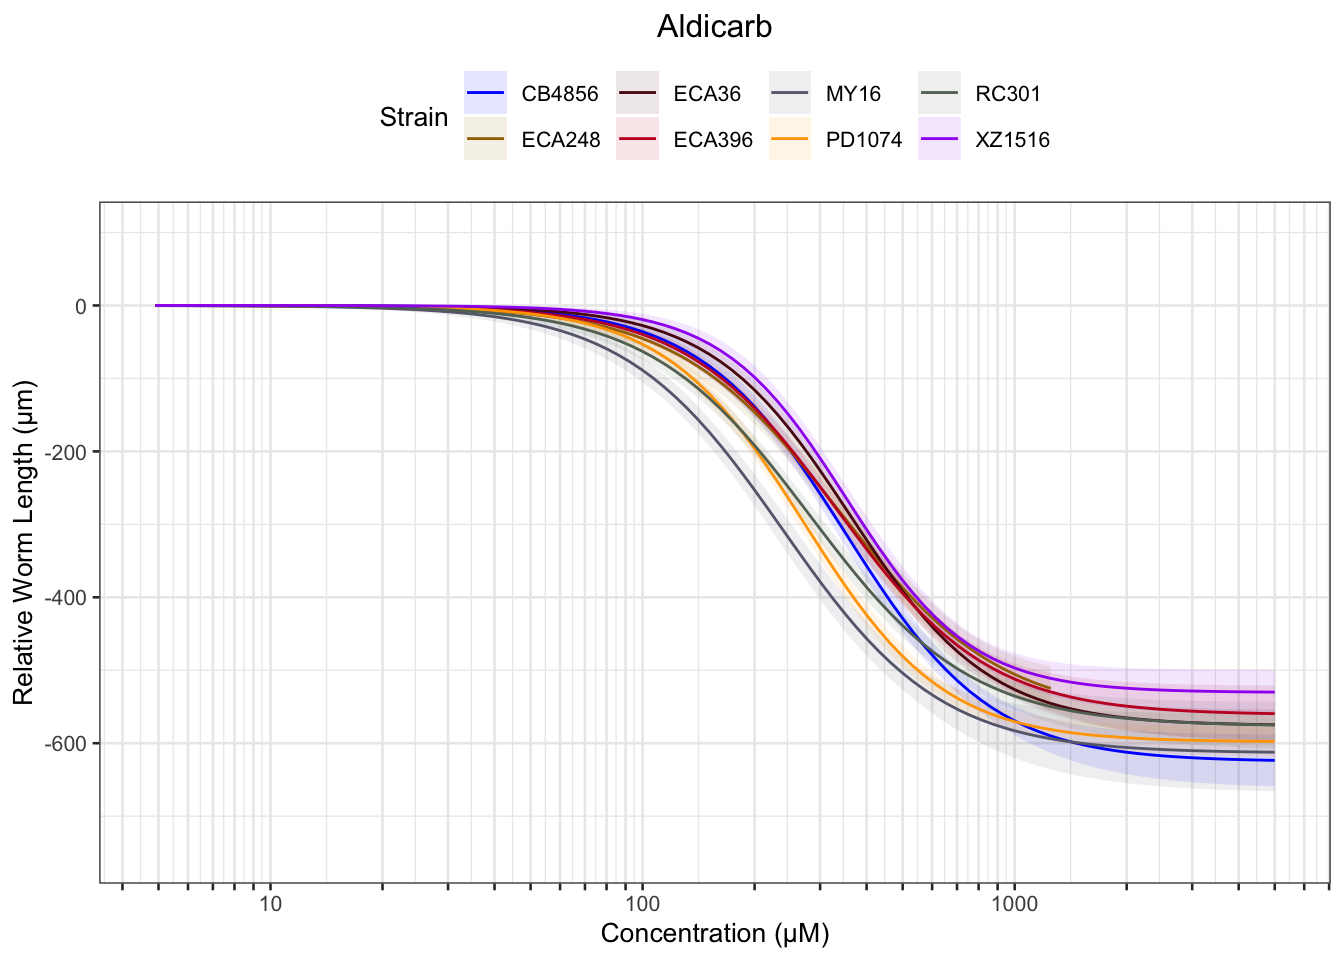 Aldicarb
Strain
CB4856 ECA36 MY16 RC301
ECA248 ECA396 PD1074 XZ1516
Relative Worm Length (µm)
0
-200
-400
-600
10 100 1000
Concentration (µM)